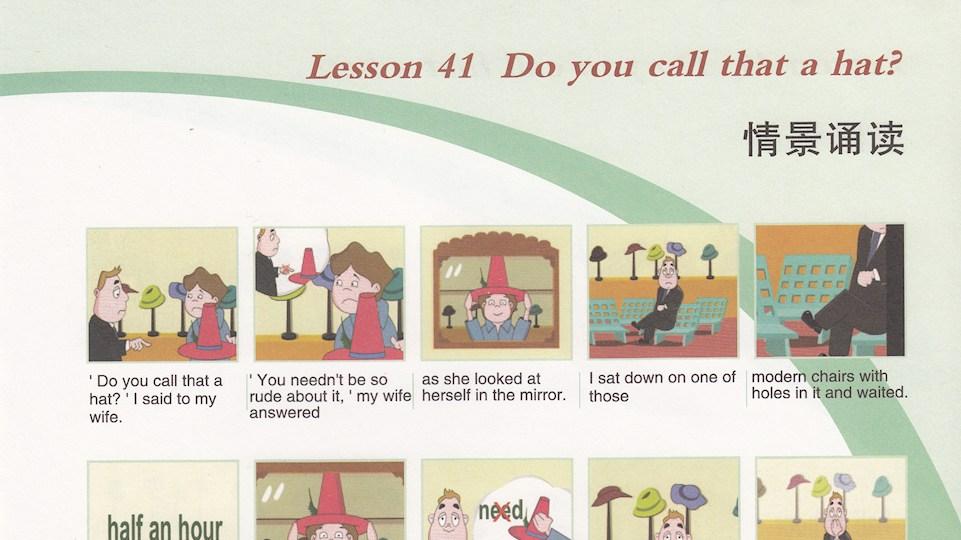 Lesson 41 Do you call that a hat?
情景诵读
' Do you call that a
hat? ' I said to my
wife.
' You needn't be so
rude about it, ' my wife
answered
as she looked at
herself in the mirror.
I sat down on one of
those
modern chairs with
holes in it and waited.
half an hour
need